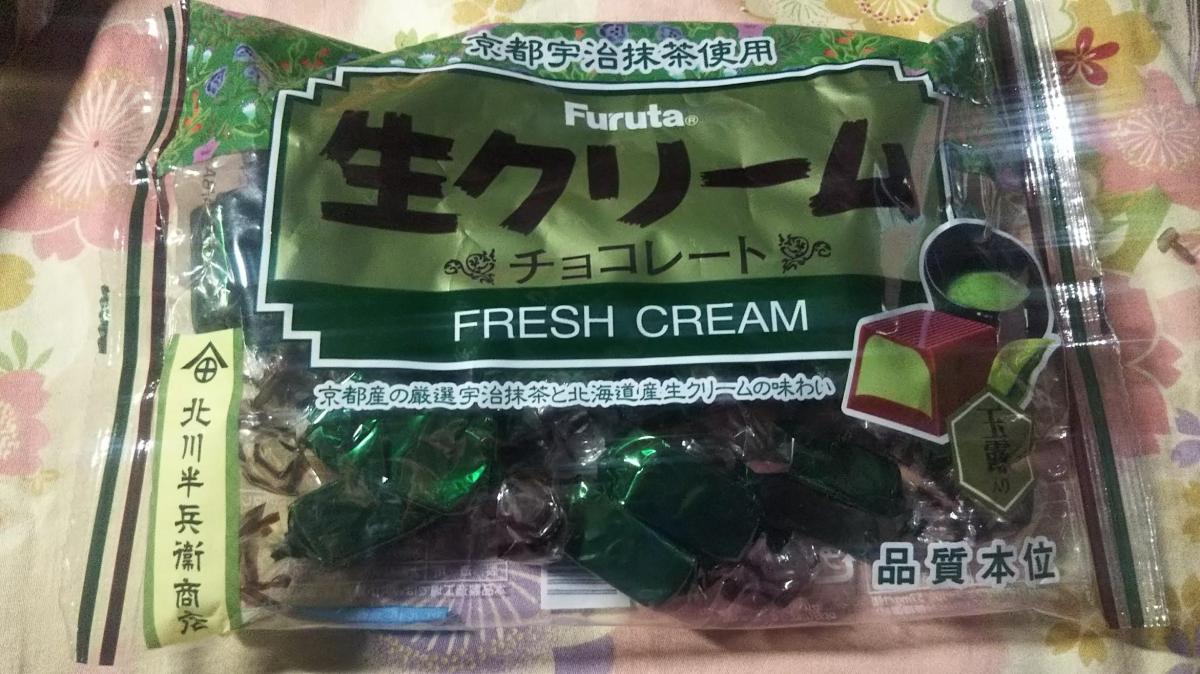 京都宇治抹茶使用
Furuta®
生クリーム
チョコレート
FRESH CREAM
京都産の厳選宇治抹茶と北海道産生クリームの味わい
玉露入り
北川半兵衞商店
品質本位